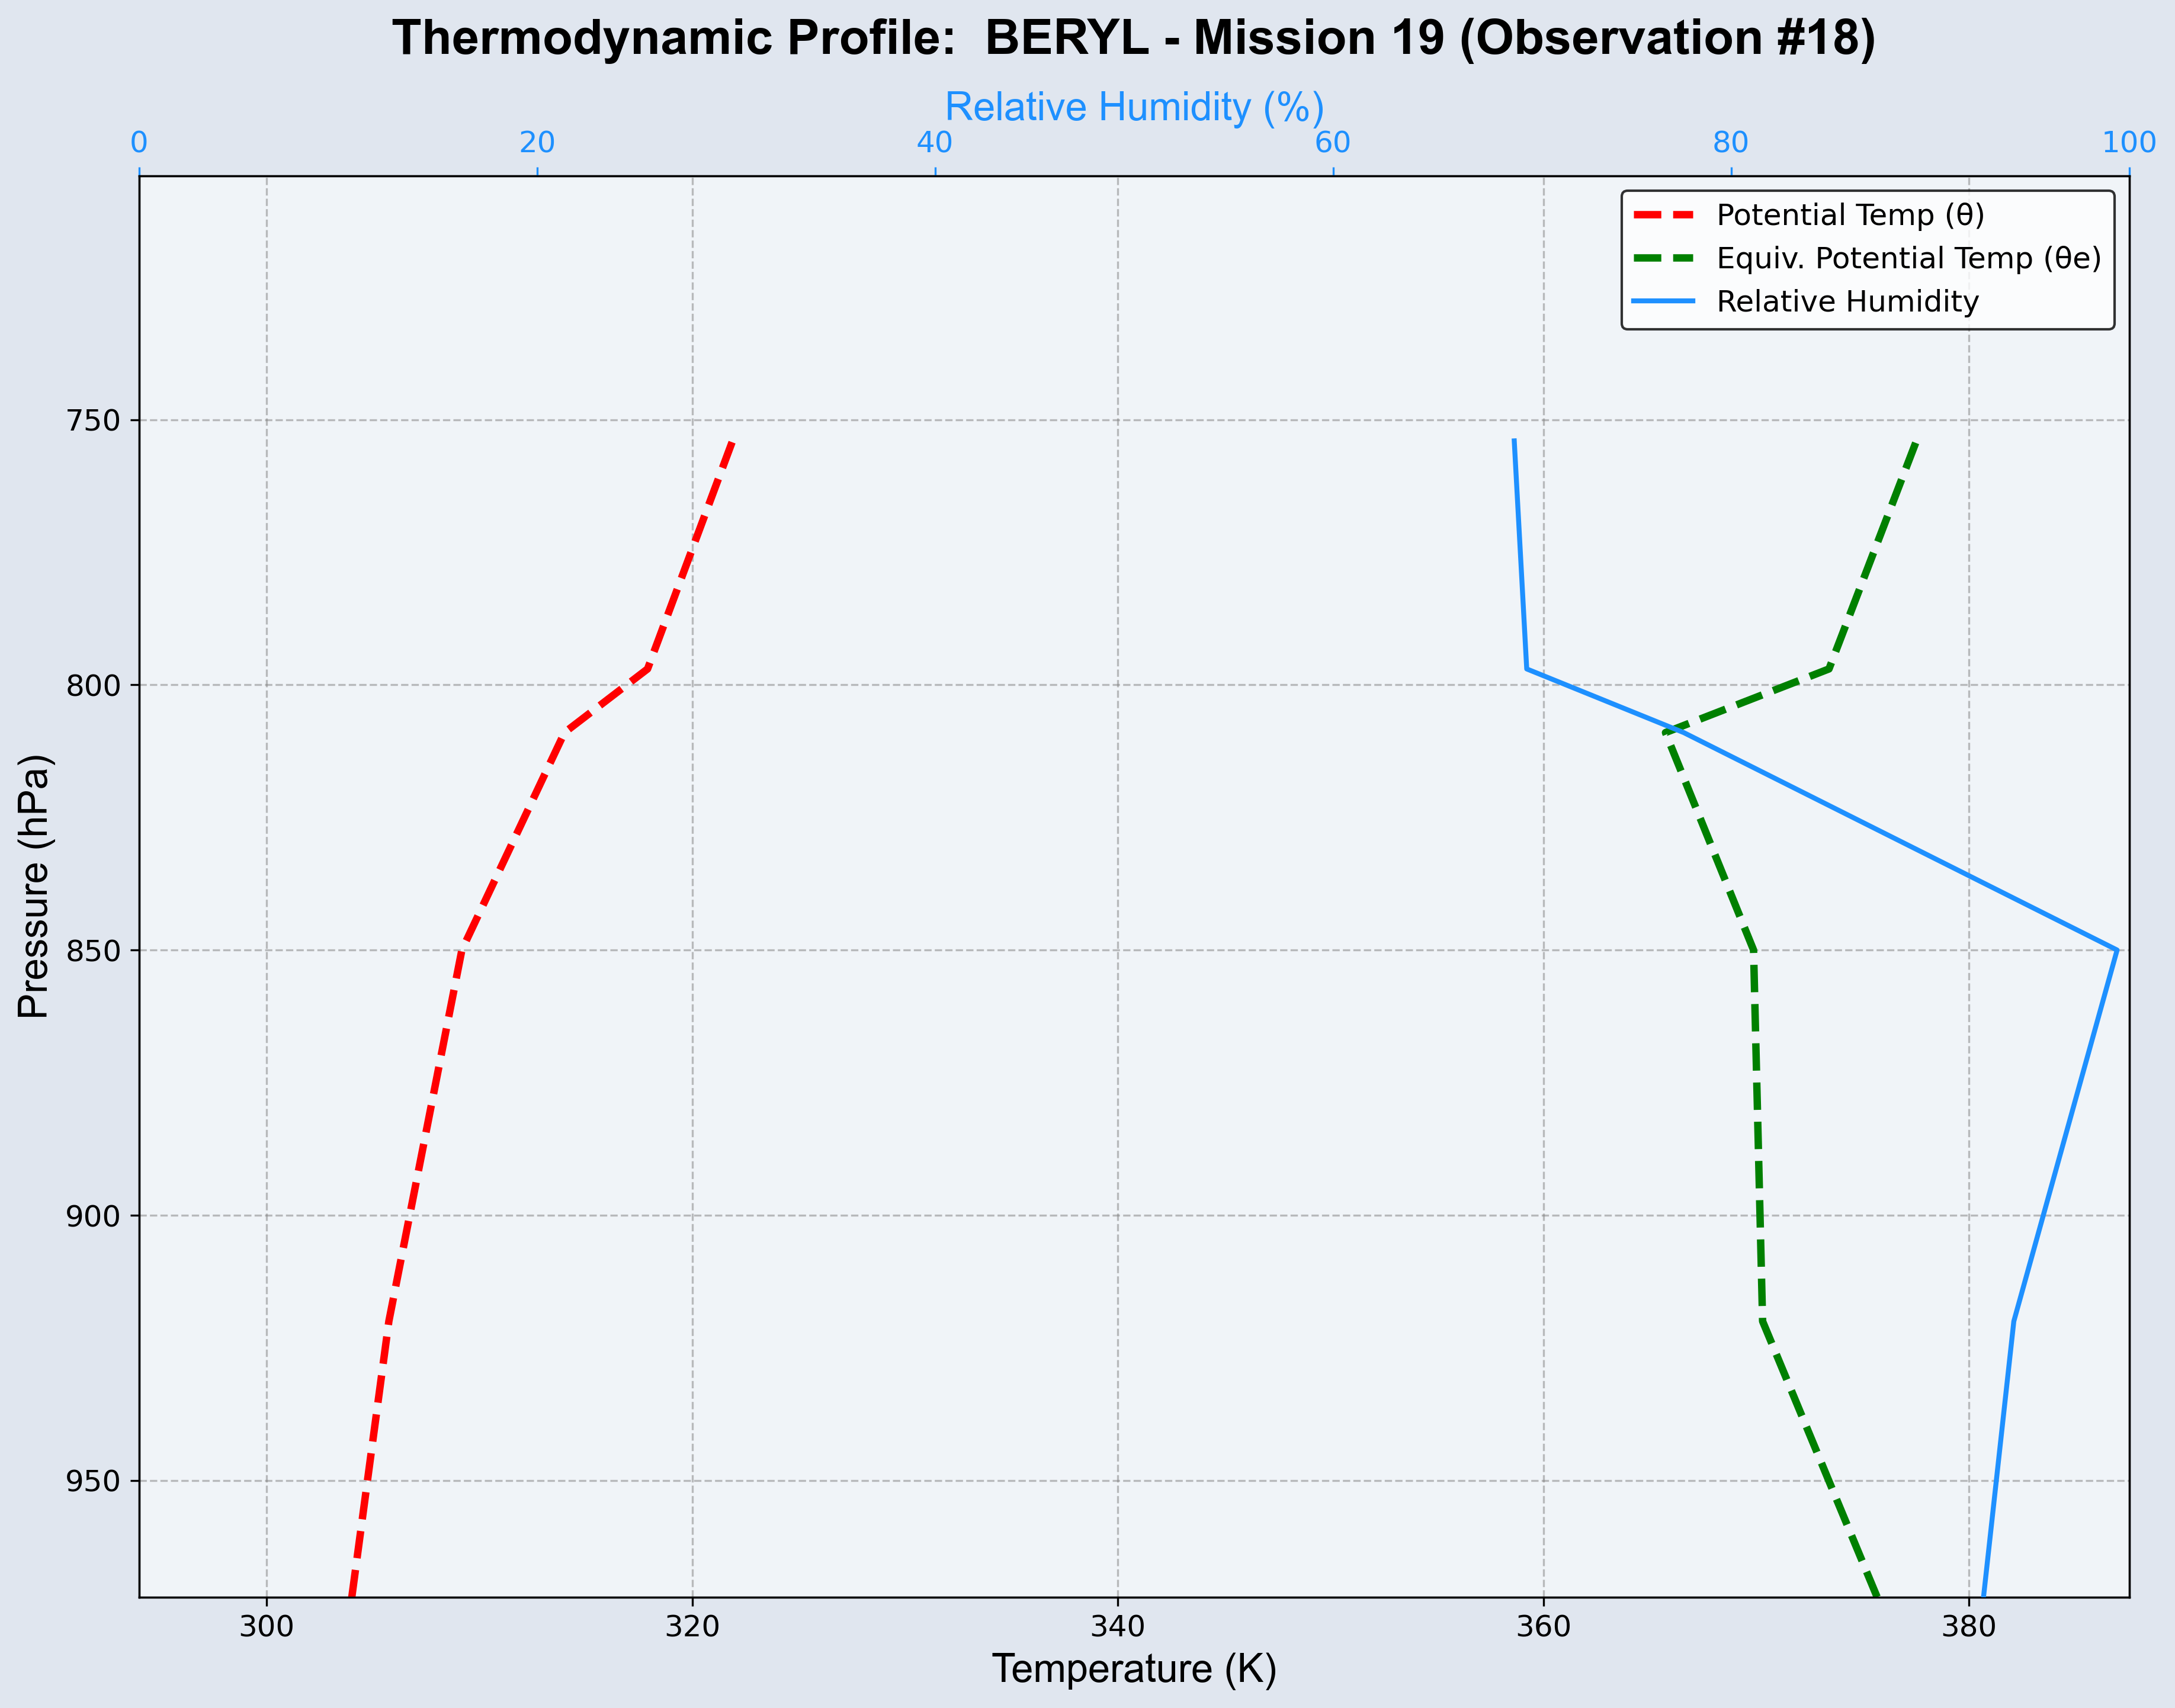 Thermodynamic Profile:  BERYL - Mission 19 (Observation #18)
Relative Humidity (%)
0 20 40 60 80 100
Potential Temp (θ)
Equiv. Potential Temp (θe)
Relative Humidity
750
800
850
900
950
Pressure (hPa)
300 320 340 360 380
Temperature (K)